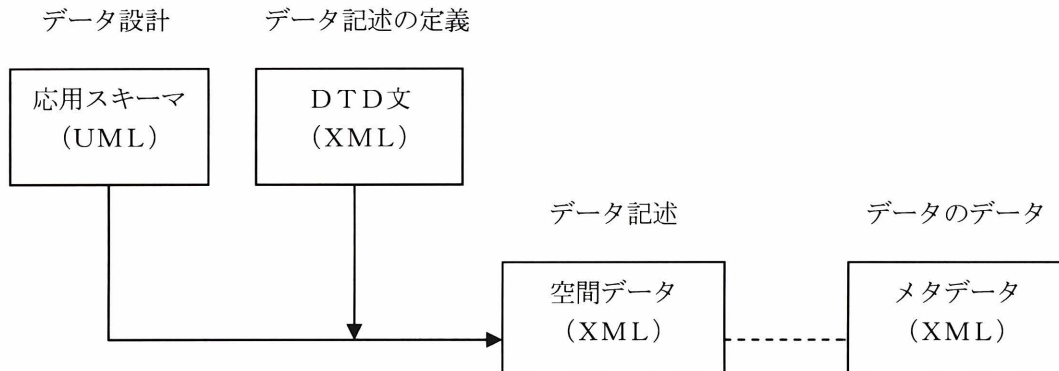 データ設計
データ記述の定義
応用スキーマ
（UML）
ＤＴＤ文
（XML）
データ記述
データのデータ
空間データ
（XML）
メタデータ
（XML）